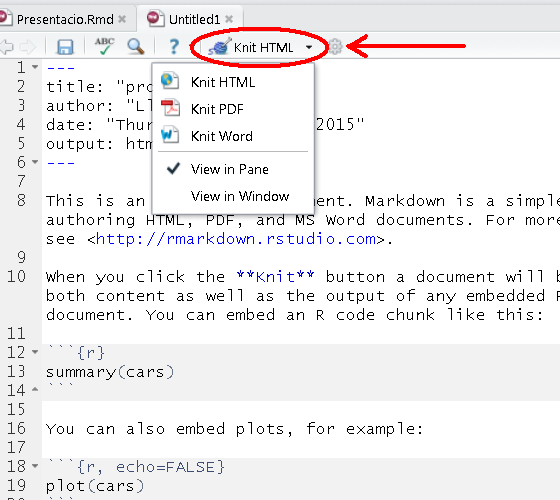 Presentacio.Rmd Untitled1
ABC ? Knit HTML
Knit HTML
Knit PDF
Knit Word
View in Pane
View in Window
1 ---
2 title: "pro
3 author: "Ll
4 date: "Thur 2015"
5 output: htm
6 ---
7
8 This is an ment. Markdown is a simple
authoring HTML, PDF, and MS Word documents. For more
see <http://rmarkdown.rstudio.com>.
9
10 When you click the **Knit** button a document will b
both content as well as the output of any embedded R
document. You can embed an R code chunk like this:
11
12 ```{r}
13 summary(cars)
14 ```
15
16 You can also embed plots, for example:
17
18 ```{r, echo=FALSE}
19 plot(cars)